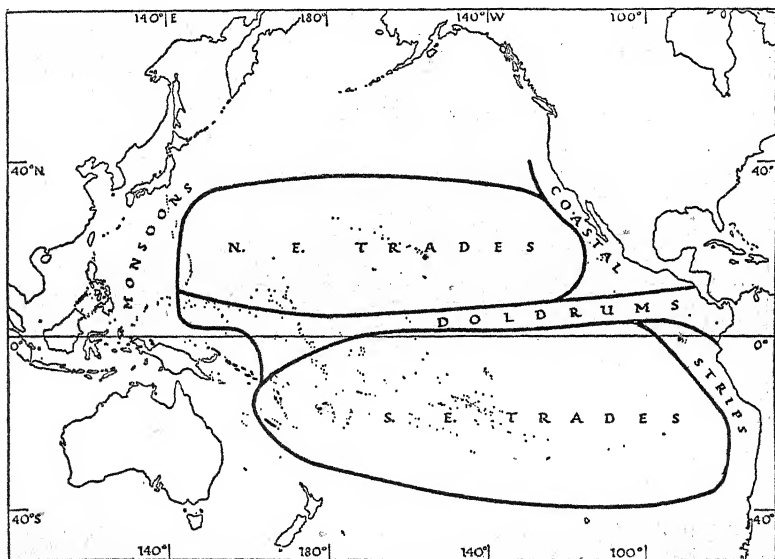 140°E 180° 140°W 100°
40°N 40°
MONSOONS
COASTAL
N. E. TRADES
DOLDRUMS
0° 0°
STRIPS
S. E. TRADES
40°S 40°
140° 180° 140° 100°